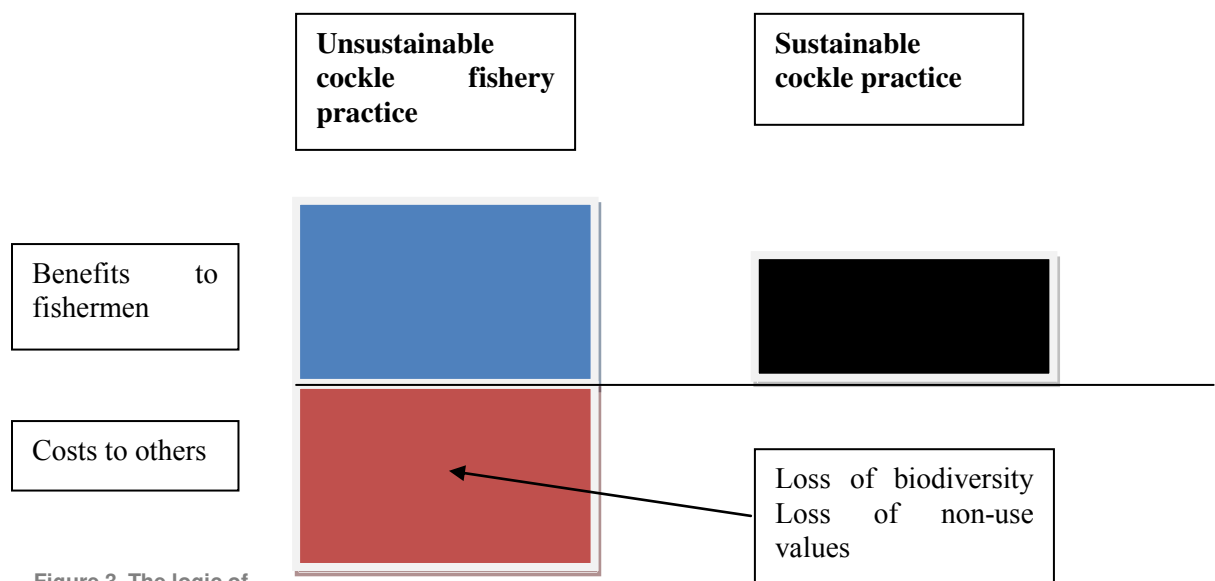 Unsustainable
cockle fishery
practice
Sustainable
cockle practice
Benefits to
fishermen
Costs to others
Loss of biodiversity
Loss of non-use
values
Figure 3. The logic of